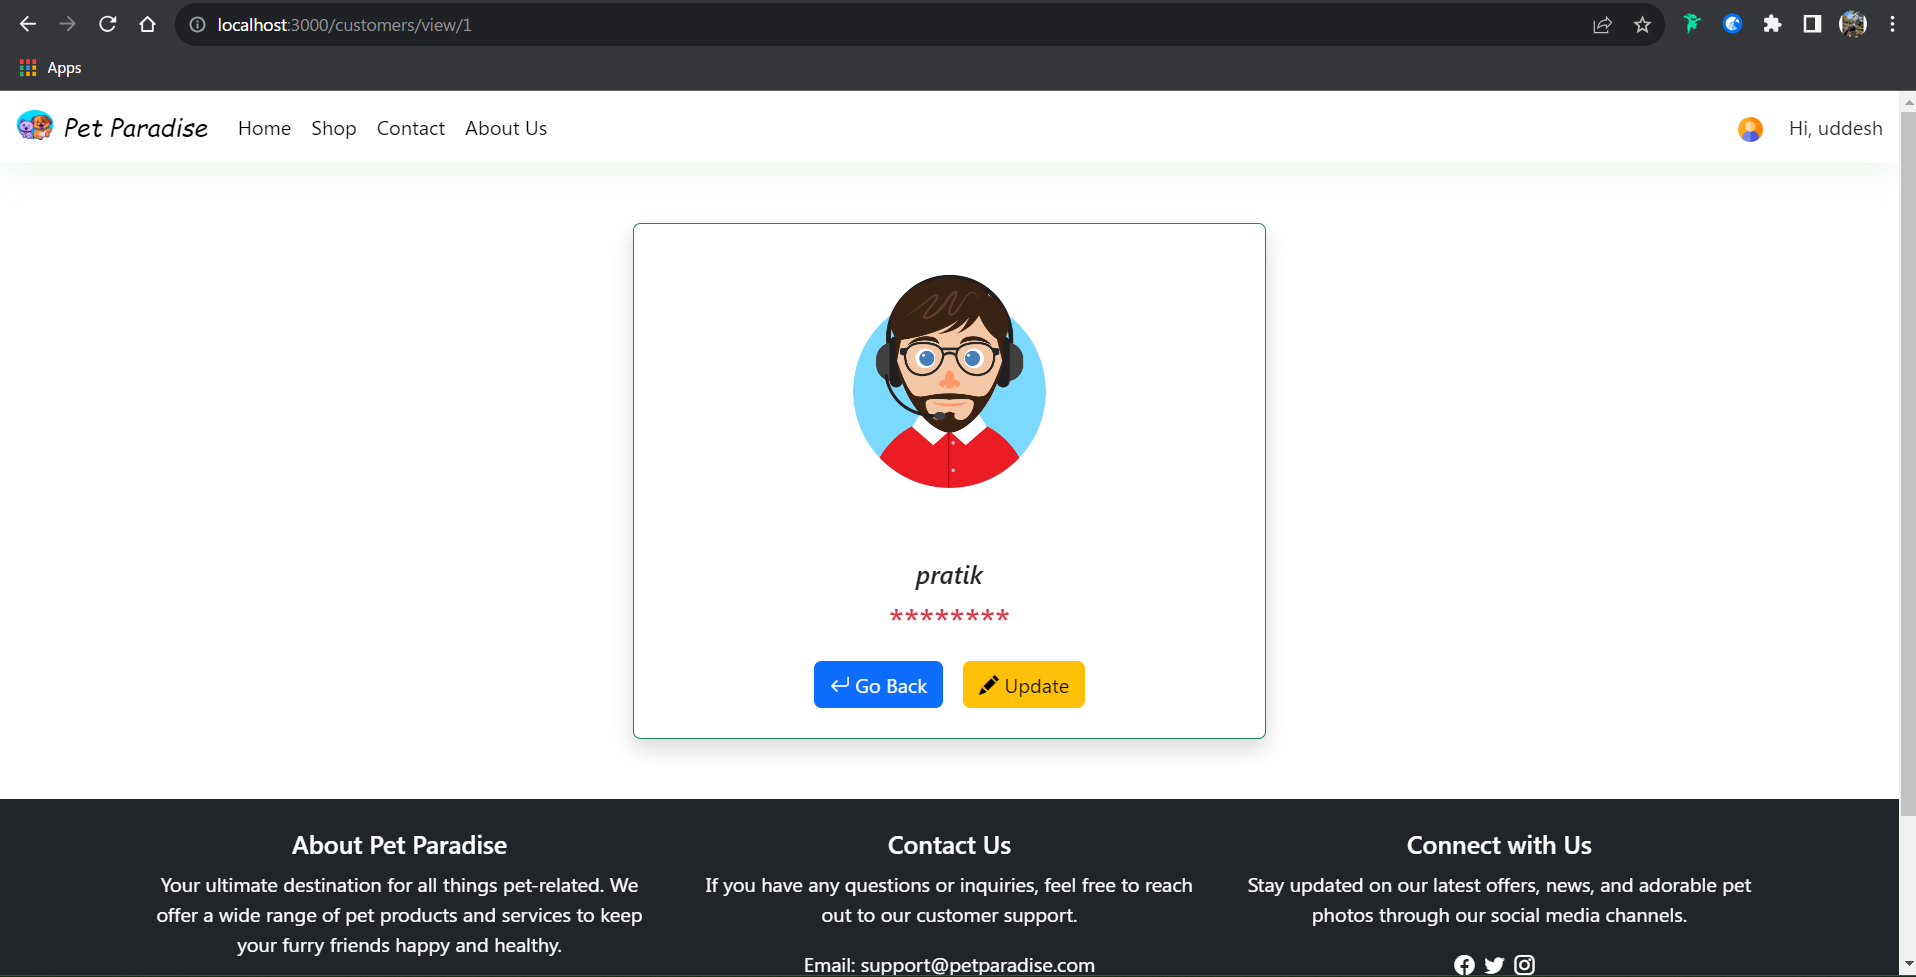 localhost:3000/customers/view/1
Apps
Pet Paradise Home Shop Contact About Us Hi, uddesh
pratik
********
Go Back Update
About Pet Paradise
Your ultimate destination for all things pet-related. We
offer a wide range of pet products and services to keep
your furry friends happy and healthy.
Contact Us
If you have any questions or inquiries, feel free to reach
out to our customer support.
Email: support@petparadise.com
Connect with Us
Stay updated on our latest offers, news, and adorable pet
photos through our social media channels.